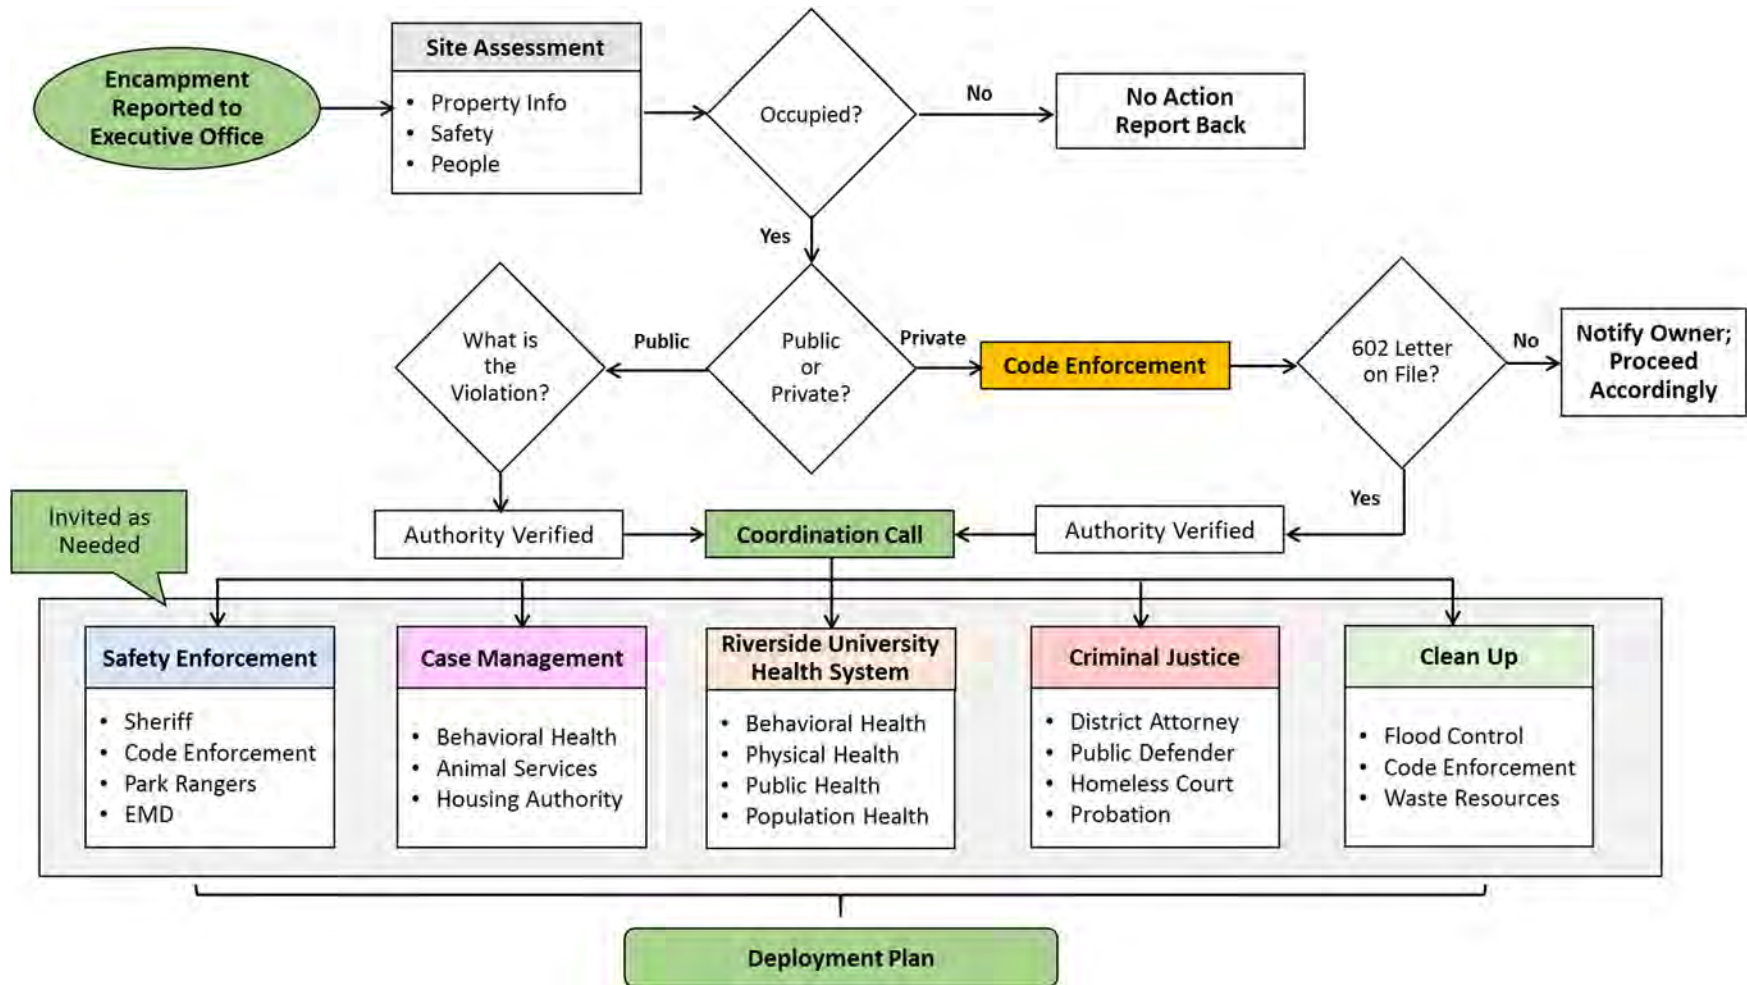 Encampment
Reported to
Executive Office
Site Assessment
• Property Info
• Safety
• People
Occupied?
No
No Action
Report Back
Yes
What is
the
Violation?
Public
Public
or
Private?
Private
Code Enforcement
602 Letter
on File?
No
Notify Owner;
Proceed
Accordingly
Yes
Invited as
Needed
Authority Verified
Coordination Call
Authority Verified
Safety Enforcement
• Sheriff
• Code Enforcement
• Park Rangers
• EMD
Case Management
• Behavioral Health
• Animal Services
• Housing Authority
Riverside University
Health System
• Behavioral Health
• Physical Health
• Public Health
• Population Health
Criminal Justice
• District Attorney
• Public Defender
• Homeless Court
• Probation
Clean Up
• Flood Control
• Code Enforcement
• Waste Resources
Deployment Plan